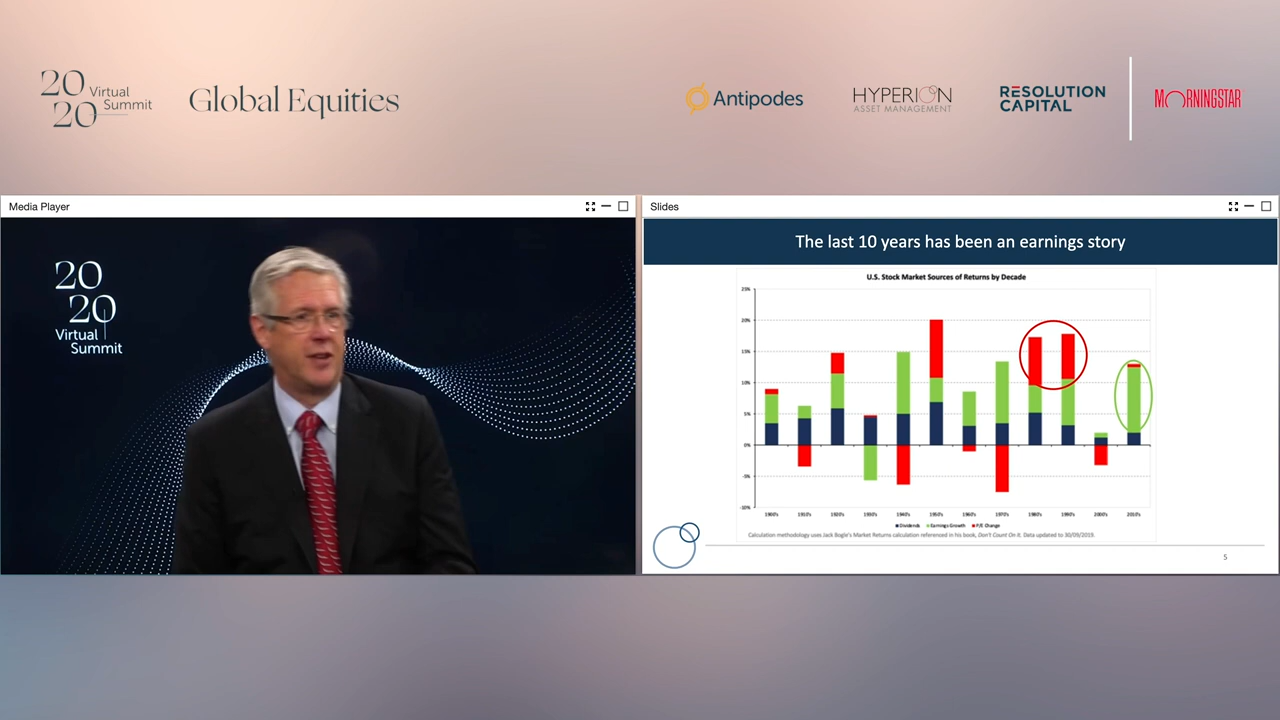 20
20
Virtual
Summit
Global Equities
Antipodes
HYPERION
ASSET MANAGEMENT
RESOLUTION
CAPITAL
MORNINGSTAR
Media Player
20
20
Virtual
Summit
Slides
The last 10 years has been an earnings story
U.S. Stock Market Sources of Returns by Decade
25%
20%
15%
10%
5%
0%
-5%
-10%
1900's 1910's 1920's 1930's 1940's 1950's 1960's 1970's 1980's 1990's 2000's 2010's
Dividends Earnings Growth P/E Change
Calculation methodology uses Jack Bogle's Market Returns calculation referenced in his book, Don't Count On It. Data updated to 30/09/2019.
5